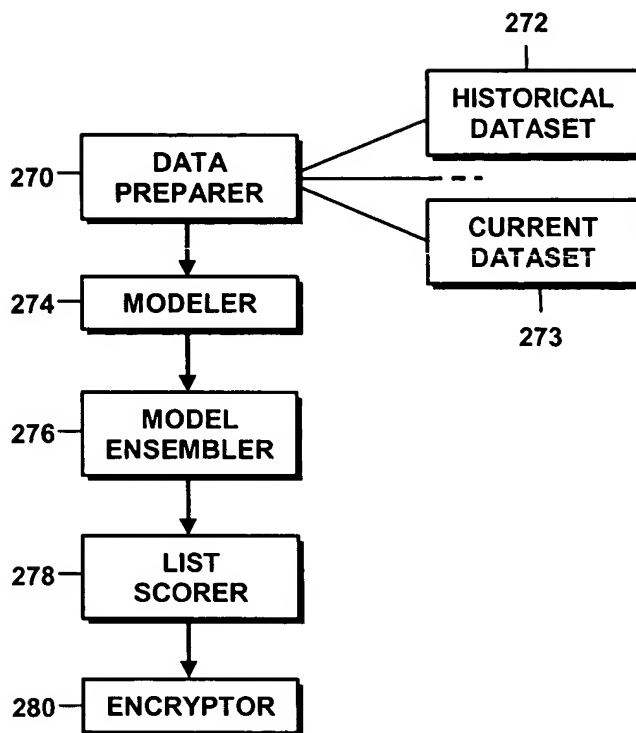 272
HISTORICAL
DATASET
270
DATA
PREPARER
CURRENT
DATASET
273
274
MODELER
276
MODEL
ENSEMBLER
278
LIST
SCORER
280
ENCRYPTOR